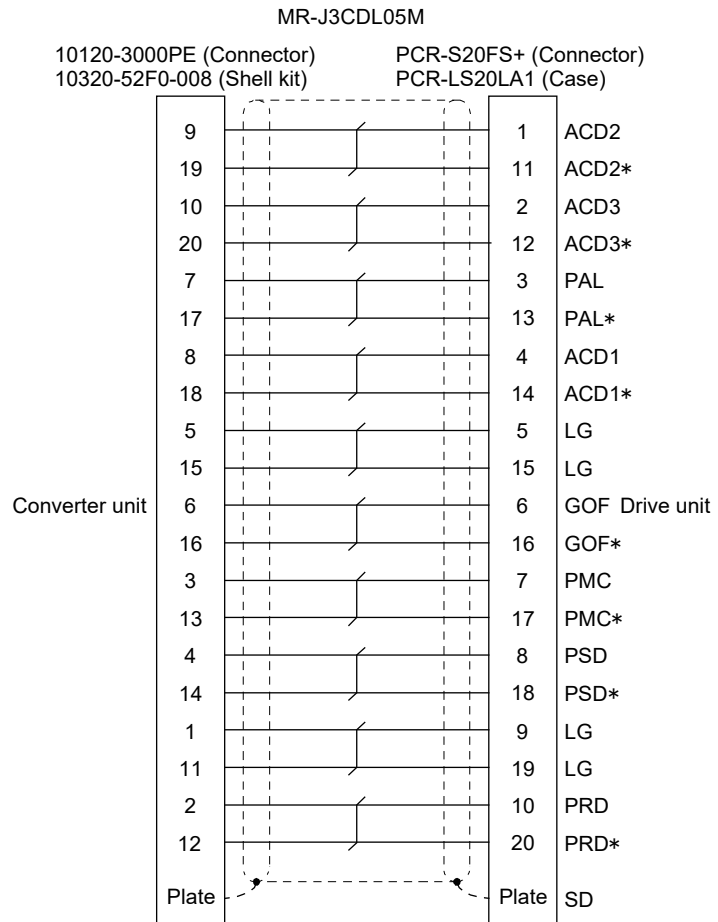 MR-J3CDL05M
10120-3000PE (Connector) PCR-S20FS+ (Connector)
10320-52F0-008 (Shell kit) PCR-LS20LA1 (Case)
9 1 ACD2
19 11 ACD2*
10 2 ACD3
20 12 ACD3*
7 3 PAL
17 13 PAL*
8 4 ACD1
18 14 ACD1*
5 5 LG
15 15 LG
Converter unit 6 6 GOF Drive unit
16 16 GOF*
3 7 PMC
13 17 PMC*
4 8 PSD
14 18 PSD*
1 9 LG
11 19 LG
2 10 PRD
12 20 PRD*
Plate Plate SD